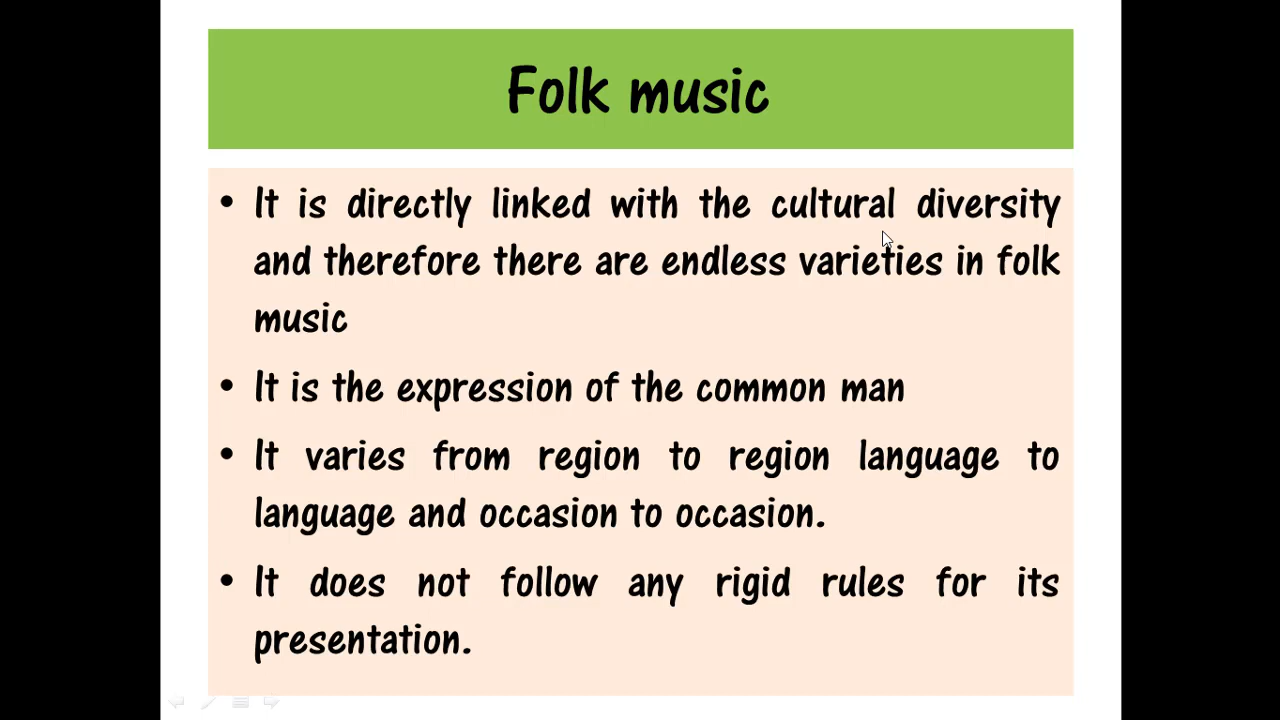 Folk music
• It is directly linked with the cultural diversity
and therefore there are endless varieties in folk
music
• It is the expression of the common man
• It varies from region to region language to
language and occasion to occasion.
• It does not follow any rigid rules for its
presentation.